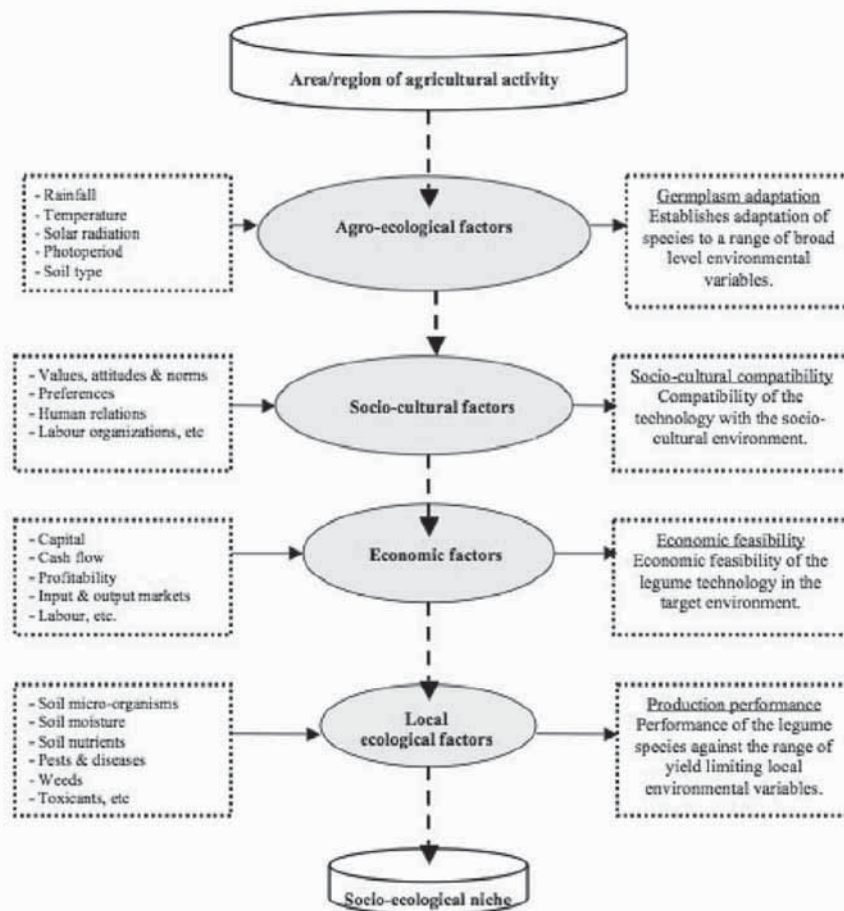 Area/region of agricultural activity
- Rainfall
- Temperature
- Solar radiation
- Photoperiod
- Soil type
Agro-ecological factors
Germplasm adaptation
Establishes adaptation of
species to a range of broad
level environmental
variables.
- Values, attitudes & norms
- Preferences
- Human relations
- Labour organizations, etc
Socio-cultural factors
Socio-cultural compatibility
Compatibility of the
technology with the socio-
cultural environment.
- Capital
- Cash flow
- Profitability
- Input & output markets
- Labour, etc.
Economic factors
Economic feasibility
Economic feasibility of the
legume technology in the
target environment.
- Soil micro-organisms
- Soil moisture
- Soil nutrients
- Pests & diseases
- Weeds
- Toxicants, etc
Local
ecological factors
Production performance
Performance of the legume
species against the range of
yield limiting local
environmental variables.
Socio-ecological niche